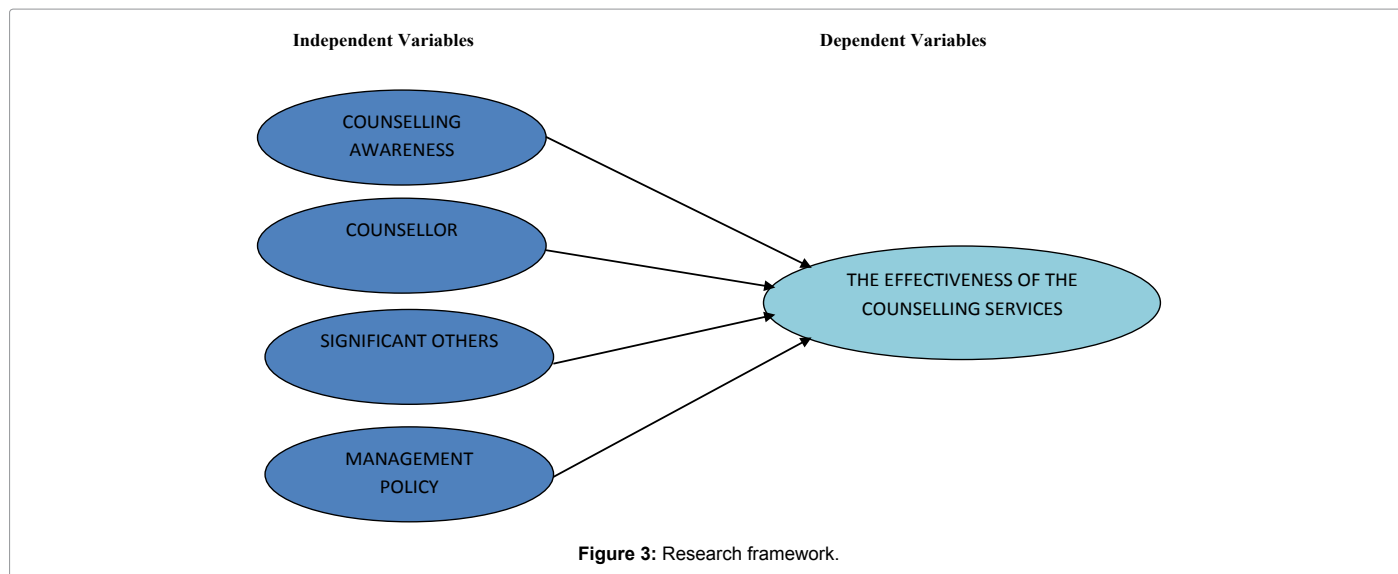 Independent Variables
Dependent Variables
COUNSELLING
AWARENESS
COUNSELLOR
SIGNIFICANT OTHERS
MANAGEMENT
POLICY
THE EFFECTIVENESS OF THE
COUNSELLING SERVICES
Figure 3: Research framework.